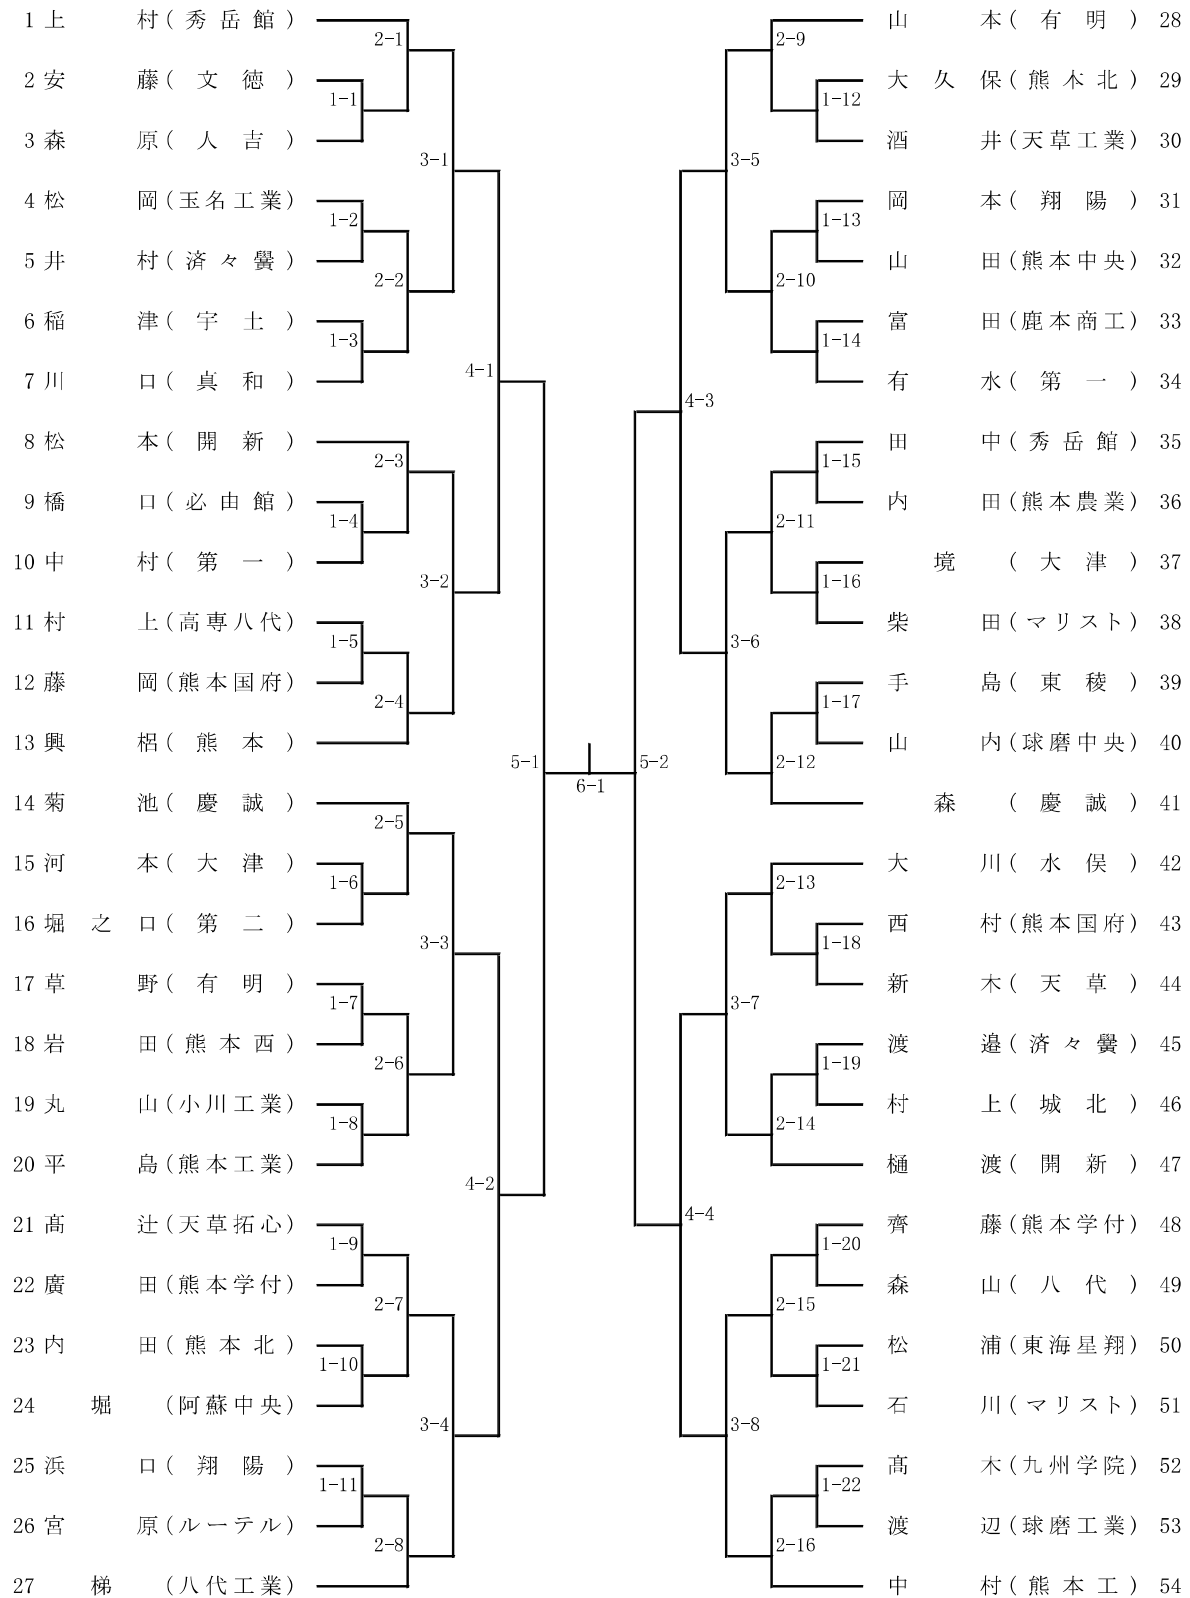 1 上村(秀岳館)
2-1
2 安藤(文徳)
1-1
3 森原(人吉)
3-1
4 松岡(玉名工業)
1-2
5 井村(済々黌)
2-2
6 稲津(宇土)
1-3
7 川口(真和)
4-1
8 松本(開新)
2-3
9 橋口(必由館)
1-4
10 中村(第一)
3-2
11 村上(高専八代)
1-5
12 藤岡(熊本国府)
2-4
13 興梠(熊本)
5-1
14 菊池(慶誠)
2-5
15 河本(大津)
1-6
16 堀之口(第二)
3-3
17 草野(有明)
1-7
18 岩田(熊本西)
2-6
19 丸山(小川工業)
1-8
20 平島(熊本工業)
4-2
21 髙辻(天草拓心)
1-9
22 廣田(熊本学付)
2-7
23 内田(熊本北)
1-10
24 堀(阿蘇中央)
3-4
25 浜口(翔陽)
1-11
26 宮原(ルーテル)
2-8
27 梯(八代工業)
6-1
山本(有明) 28
2-9
大久保(熊本北) 29
1-12
酒井(天草工業) 30
3-5
岡本(翔陽) 31
1-13
山田(熊本中央) 32
2-10
富田(鹿本商工) 33
1-14
有水(第一) 34
4-3
田中(秀岳館) 35
1-15
内田(熊本農業) 36
2-11
境(大津) 37
1-16
柴田(マリスト) 38
3-6
手島(東稜) 39
1-17
山内(球磨中央) 40
2-12
5-2
森(慶誠) 41
大川(水俣) 42
2-13
西村(熊本国府) 43
1-18
新木(天草) 44
3-7
渡邉(済々黌) 45
1-19
村上(城北) 46
2-14
樋渡(開新) 47
4-4
齊藤(熊本学付) 48
1-20
森山(八代) 49
2-15
松浦(東海星翔) 50
1-21
石川(マリスト) 51
3-8
髙木(九州学院) 52
1-22
渡辺(球磨工業) 53
2-16
中村(熊本工) 54